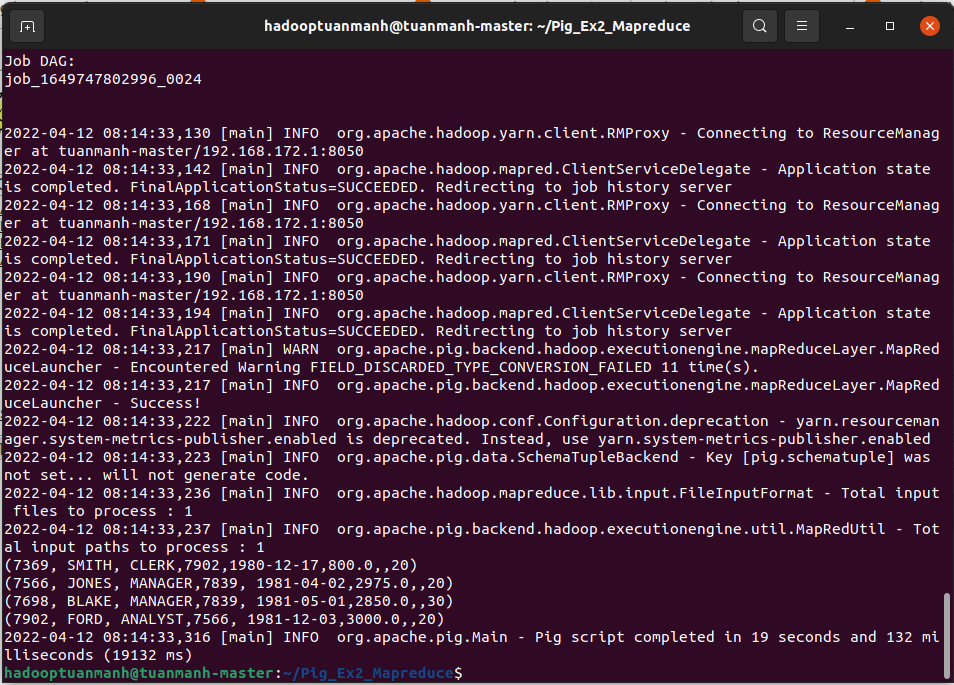 hadooptuanmanh@tuanmanh-master: ~/Pig_Ex2_Mapreduce
Job DAG:
job_1649747802996_0024
2022-04-12 08:14:33,130 [main] INFO  org.apache.hadoop.yarn.client.RMProxy - Connecting to ResourceManag
er at tuanmanh-master/192.168.172.1:8050
2022-04-12 08:14:33,142 [main] INFO  org.apache.hadoop.mapred.ClientServiceDelegate - Application state
is completed. FinalApplicationStatus=SUCCEEDED. Redirecting to job history server
2022-04-12 08:14:33,168 [main] INFO  org.apache.hadoop.yarn.client.RMProxy - Connecting to ResourceManag
er at tuanmanh-master/192.168.172.1:8050
2022-04-12 08:14:33,171 [main] INFO  org.apache.hadoop.mapred.ClientServiceDelegate - Application state
is completed. FinalApplicationStatus=SUCCEEDED. Redirecting to job history server
2022-04-12 08:14:33,190 [main] INFO  org.apache.hadoop.yarn.client.RMProxy - Connecting to ResourceManag
er at tuanmanh-master/192.168.172.1:8050
2022-04-12 08:14:33,194 [main] INFO  org.apache.hadoop.mapred.ClientServiceDelegate - Application state
is completed. FinalApplicationStatus=SUCCEEDED. Redirecting to job history server
2022-04-12 08:14:33,217 [main] WARN  org.apache.pig.backend.hadoop.executionengine.mapReduceLayer.MapRed
uceLauncher - Encountered Warning FIELD_DISCARDED_TYPE_CONVERSION_FAILED 11 time(s).
2022-04-12 08:14:33,217 [main] INFO  org.apache.pig.backend.hadoop.executionengine.mapReduceLayer.MapRed
uceLauncher - Success!
2022-04-12 08:14:33,222 [main] INFO  org.apache.hadoop.conf.Configuration.deprecation - yarn.resourceman
ager.system-metrics-publisher.enabled is deprecated. Instead, use yarn.system-metrics-publisher.enabled
2022-04-12 08:14:33,223 [main] INFO  org.apache.pig.data.SchemaTupleBackend - Key [pig.schematuple] was
not set... will not generate code.
2022-04-12 08:14:33,236 [main] INFO  org.apache.hadoop.mapreduce.lib.input.FileInputFormat - Total input
 files to process : 1
2022-04-12 08:14:33,237 [main] INFO  org.apache.pig.backend.hadoop.executionengine.util.MapRedUtil - Tot
al input paths to process : 1
(7369, SMITH, CLERK,7902,1980-12-17,800.0,,20)
(7566, JONES, MANAGER,7839, 1981-04-02,2975.0,,20)
(7698, BLAKE, MANAGER,7839, 1981-05-01,2850.0,,30)
(7902, FORD, ANALYST,7566, 1981-12-03,3000.0,,20)
2022-04-12 08:14:33,316 [main] INFO  org.apache.pig.Main - Pig script completed in 19 seconds and 132 mi
lliseconds (19132 ms)
hadooptuanmanh@tuanmanh-master:~/Pig_Ex2_Mapreduce$